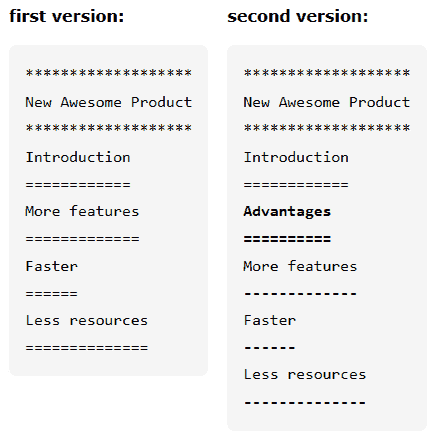 first version:
*******************
New Awesome Product
*******************
Introduction
============
More features
=============
Faster
======
Less resources
==============
second version:
*******************
New Awesome Product
*******************
Introduction
============
Advantages
==========
More features
-------------
Faster
------
Less resources
--------------